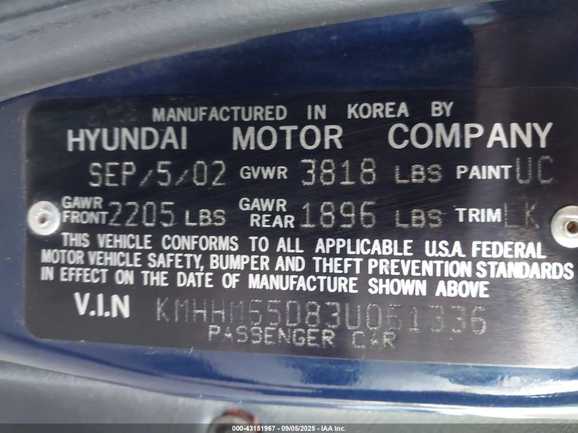 MANUFACTURED IN KOREA BY
HYUNDAI MOTOR COMPANY
SEP/5/02 GVWR 3818 LBS PAINT UC
GAWR FRONT 2205 LBS GAWR REAR 1896 LBS TRIM LK
THIS VEHICLE CONFORMS TO ALL APPLICABLE U.S.A. FEDERAL
MOTOR VEHICLE SAFETY, BUMPER AND THEFT PREVENTION STANDARDS
IN EFFECT ON THE DATE OF MANUFACTURE SHOWN ABOVE
V.I.N KMHHM55D83U061336
PASSENGER CAR
000-43151967 - 09/05/2025 - IAA Inc.